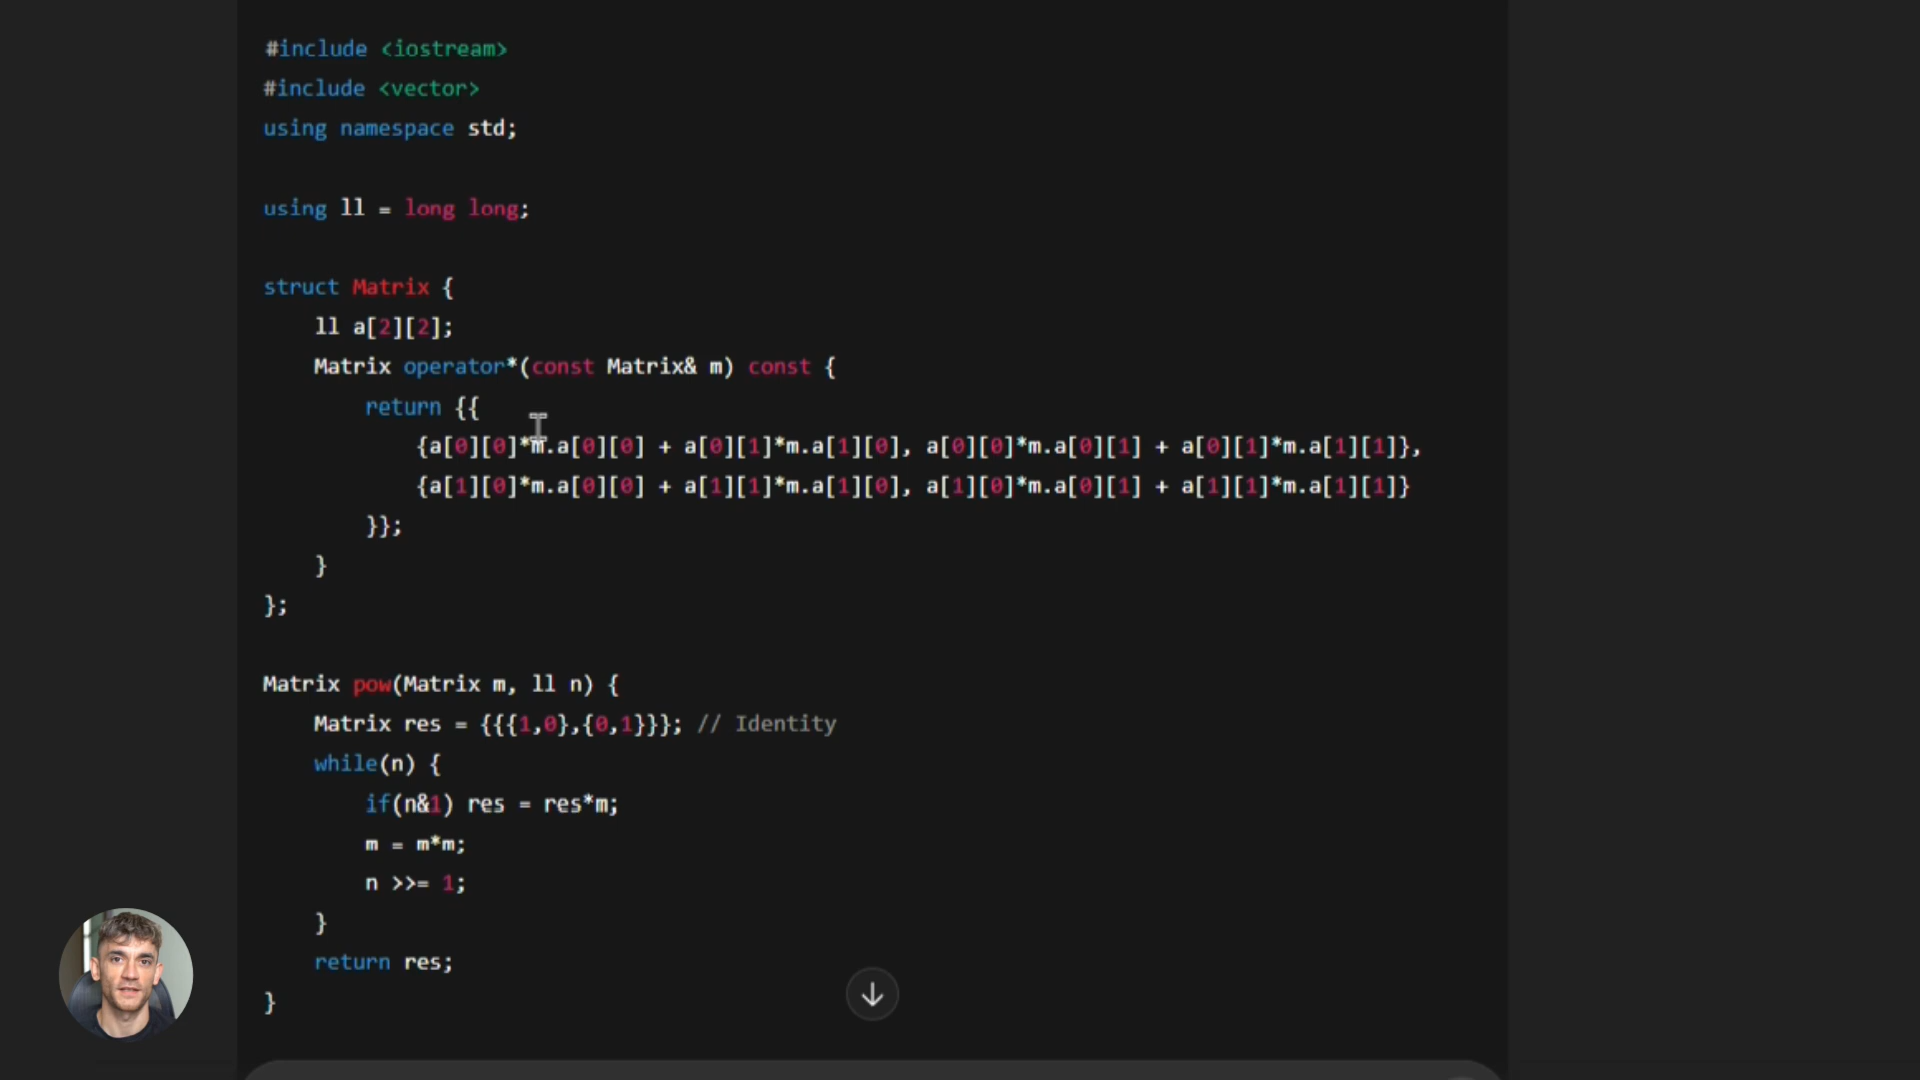 #include <iostream>
#include <vector>
using namespace std;
using ll = long long;
struct Matrix {
ll a[2][2];
Matrix operator*(const Matrix& m) const {
return {{
{a[0][0]*m.a[0][0] + a[0][1]*m.a[1][0], a[0][0]*m.a[0][1] + a[0][1]*m.a[1][1]},
{a[1][0]*m.a[0][0] + a[1][1]*m.a[1][0], a[1][0]*m.a[0][1] + a[1][1]*m.a[1][1]}
}};
}
};
Matrix pow(Matrix m, ll n) {
Matrix res = {{{1,0},{0,1}}}; // Identity
while(n) {
if(n&1) res = res*m;
m = m*m;
n >>= 1;
}
return res;
}